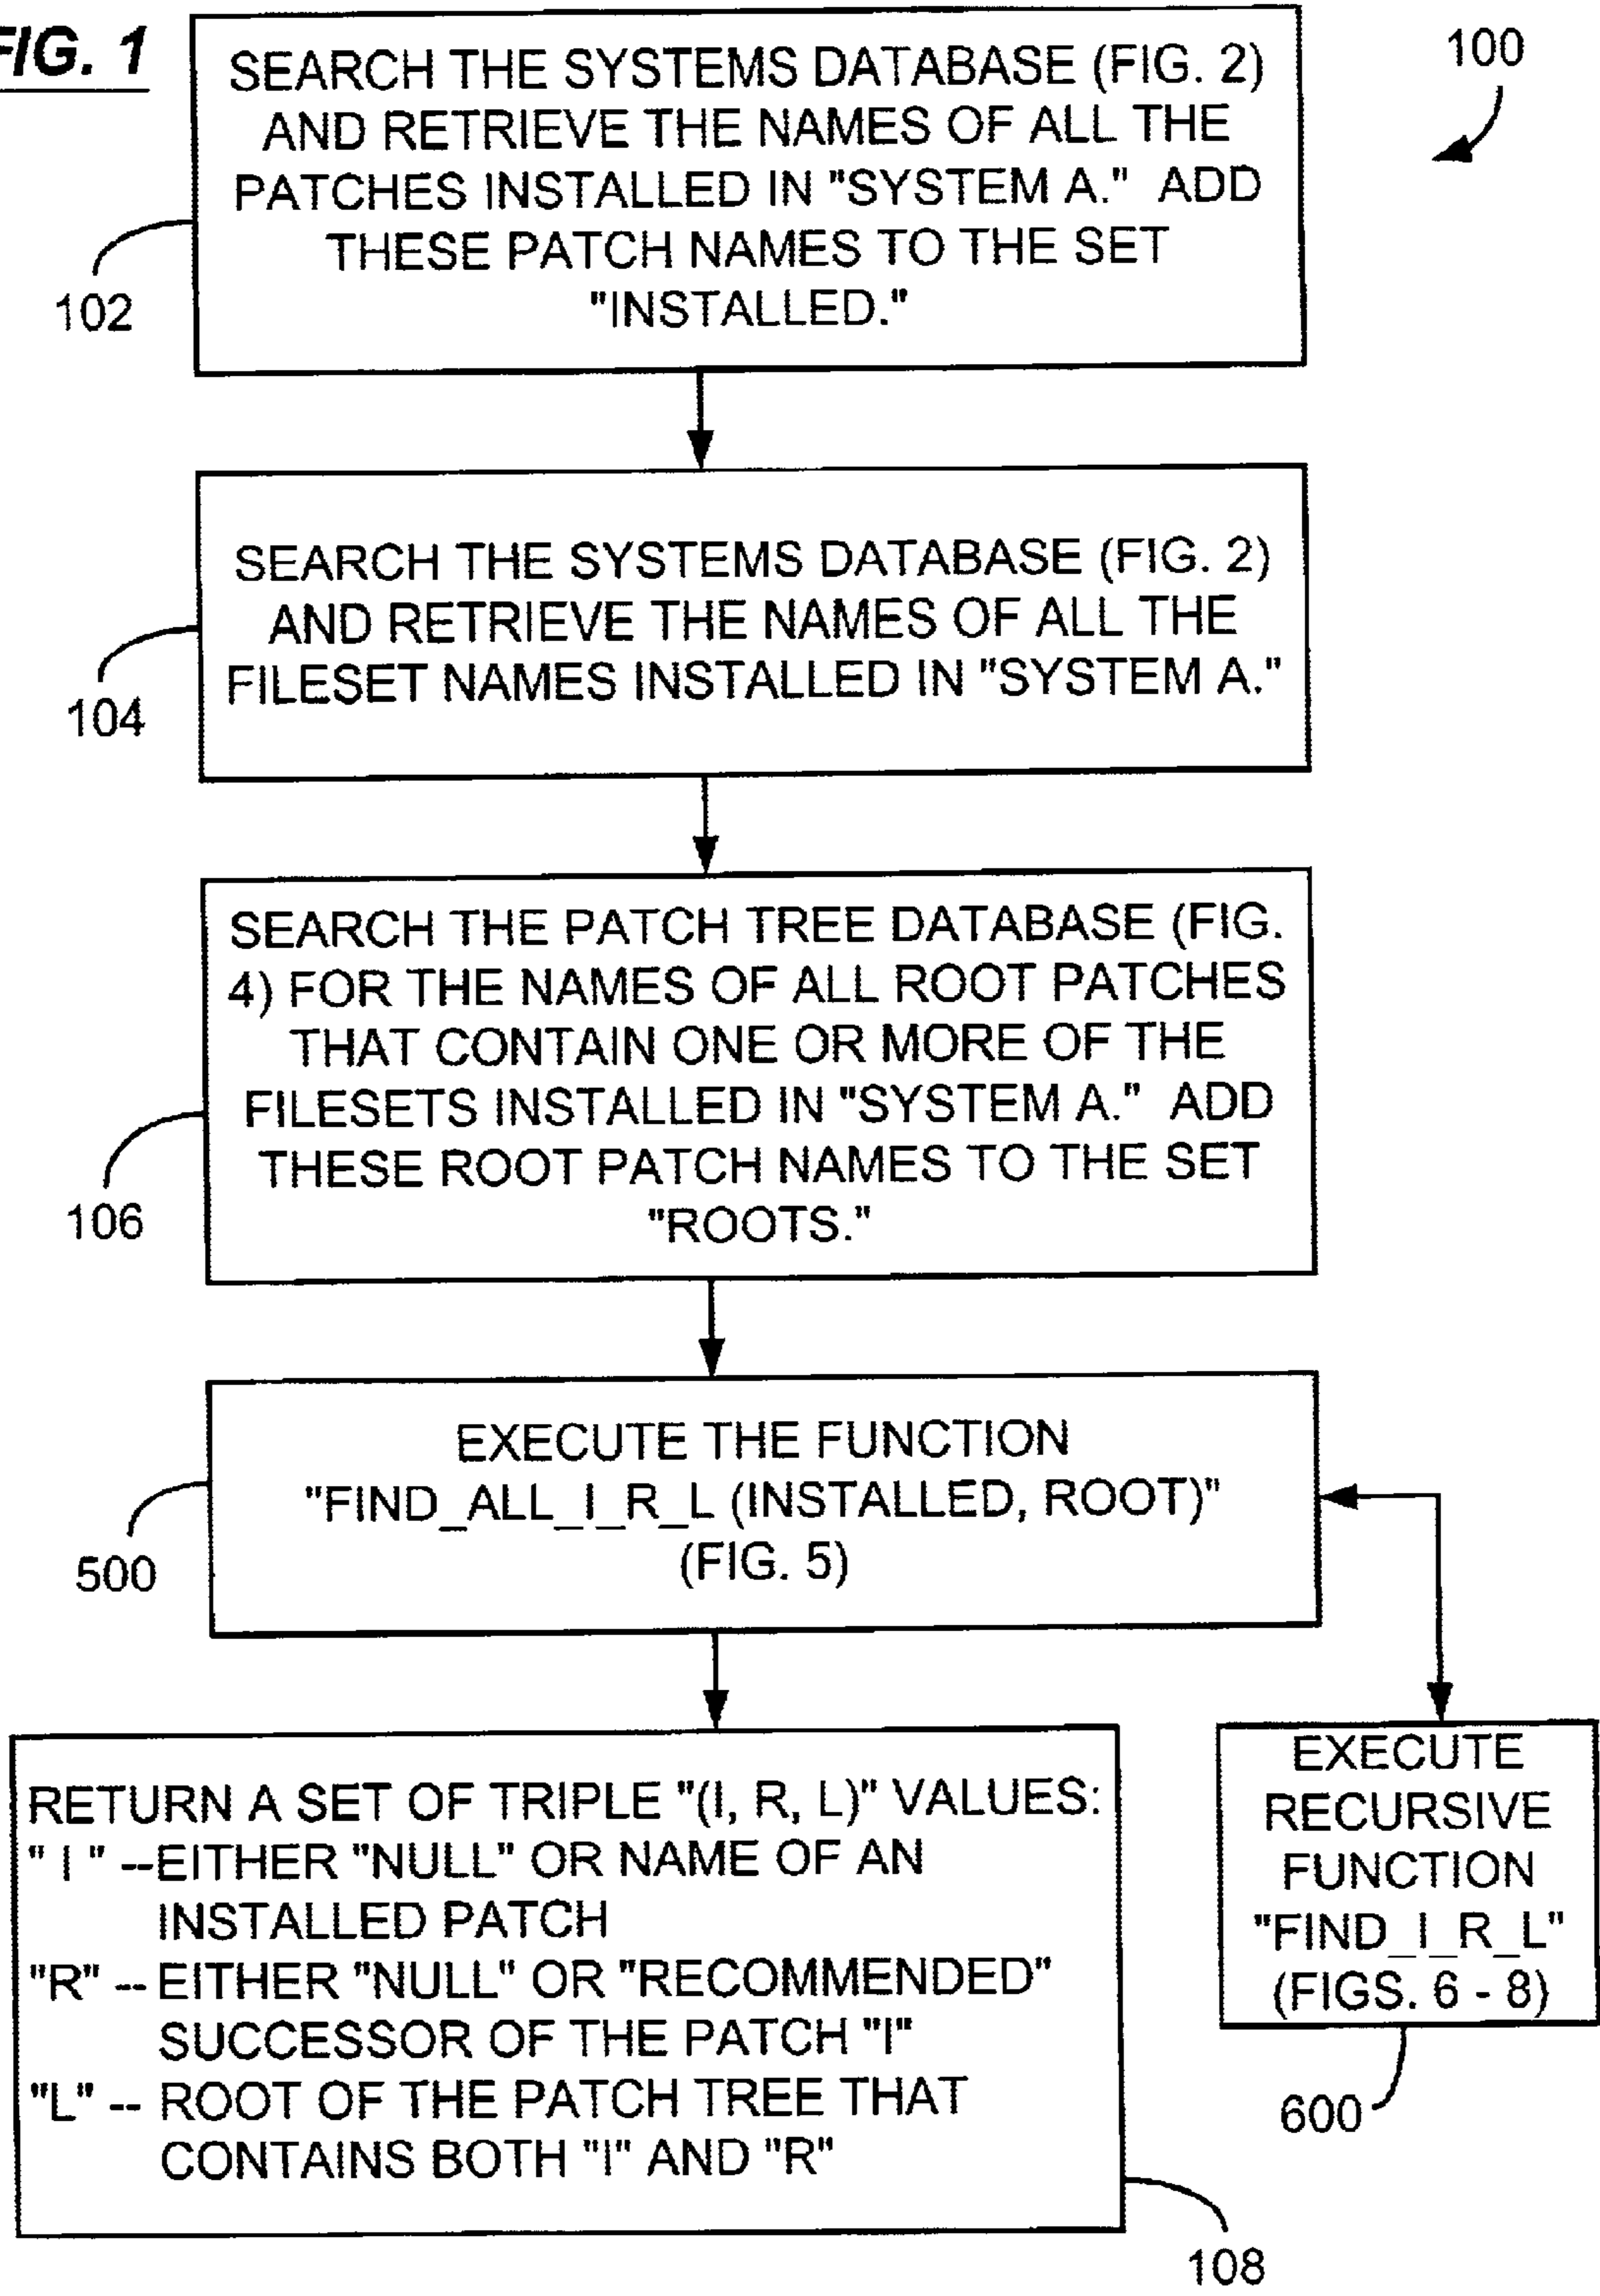 FIG. 1
100
SEARCH THE SYSTEMS DATABASE (FIG. 2)
AND RETRIEVE THE NAMES OF ALL THE
PATCHES INSTALLED IN "SYSTEM A." ADD
THESE PATCH NAMES TO THE SET
"INSTALLED."
102
SEARCH THE SYSTEMS DATABASE (FIG. 2)
AND RETRIEVE THE NAMES OF ALL THE
FILESET NAMES INSTALLED IN "SYSTEM A."
104
SEARCH THE PATCH TREE DATABASE (FIG.
4) FOR THE NAMES OF ALL ROOT PATCHES
THAT CONTAIN ONE OR MORE OF THE
FILESETS INSTALLED IN "SYSTEM A." ADD
THESE ROOT PATCH NAMES TO THE SET
"ROOTS."
106
EXECUTE THE FUNCTION
"FIND_ALL_I_R_L (INSTALLED, ROOT)"
(FIG. 5)
500
RETURN A SET OF TRIPLE "(I, R, L)" VALUES:
" I " --EITHER "NULL" OR NAME OF AN
INSTALLED PATCH
"R" -- EITHER "NULL" OR "RECOMMENDED"
SUCCESSOR OF THE PATCH "I"
"L" -- ROOT OF THE PATCH TREE THAT
CONTAINS BOTH "I" AND "R"
108
EXECUTE
RECURSIVE
FUNCTION
"FIND_I_R_L"
(FIGS. 6 - 8)
600